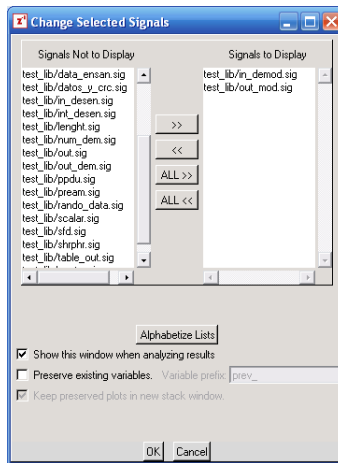 Change Selected Signals
Signals Not to Display
test_lib/data_ensan.sig
test_lib/datos_y_crc.sig
test_lib/in_desen.sig
test_lib/int_desen.sig
test_lib/lenght.sig
test_lib/num_dem.sig
test_lib/out.sig
test_lib/out_dem.sig
test_lib/ppdu.sig
test_lib/pream.sig
test_lib/rando_data.sig
test_lib/scalar.sig
test_lib/sfd.sig
test_lib/shrphr.sig
test_lib/table_out.sig
>>
<<
ALL >>
ALL <<
Signals to Display
test_lib/in_demod.sig
test_lib/out_mod.sig
Alphabetize Lists
Show this window when analyzing results
Preserve existing variables. Variable prefix: prev_
Keep preserved plots in new stack window.
OK Cancel